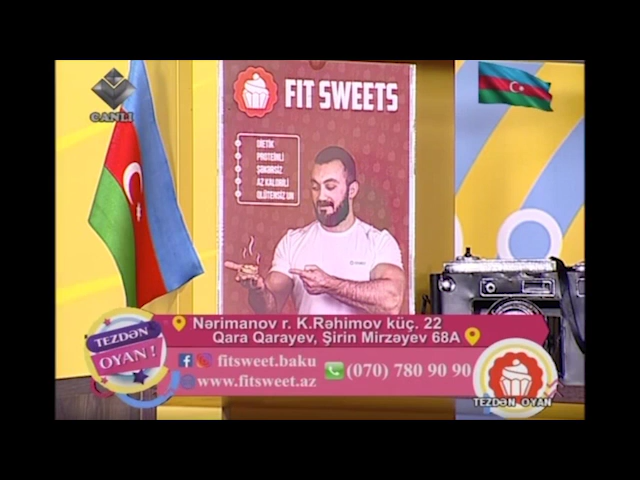 CANLI
FIT SWEETS
DİETİK
PROTEİNLİ
ŞƏKƏRSİZ
AZ KALORİLİ
QLÜTENSİZ UN
TEZDƏN
OYAN !
Nərimanov r. K.Rəhimov küç. 22
Qara Qarayev, Şirin Mirzəyev 68A
fitsweet.baku
www.fitsweet.az
(070) 780 90 90
TEZDƏN OYAN